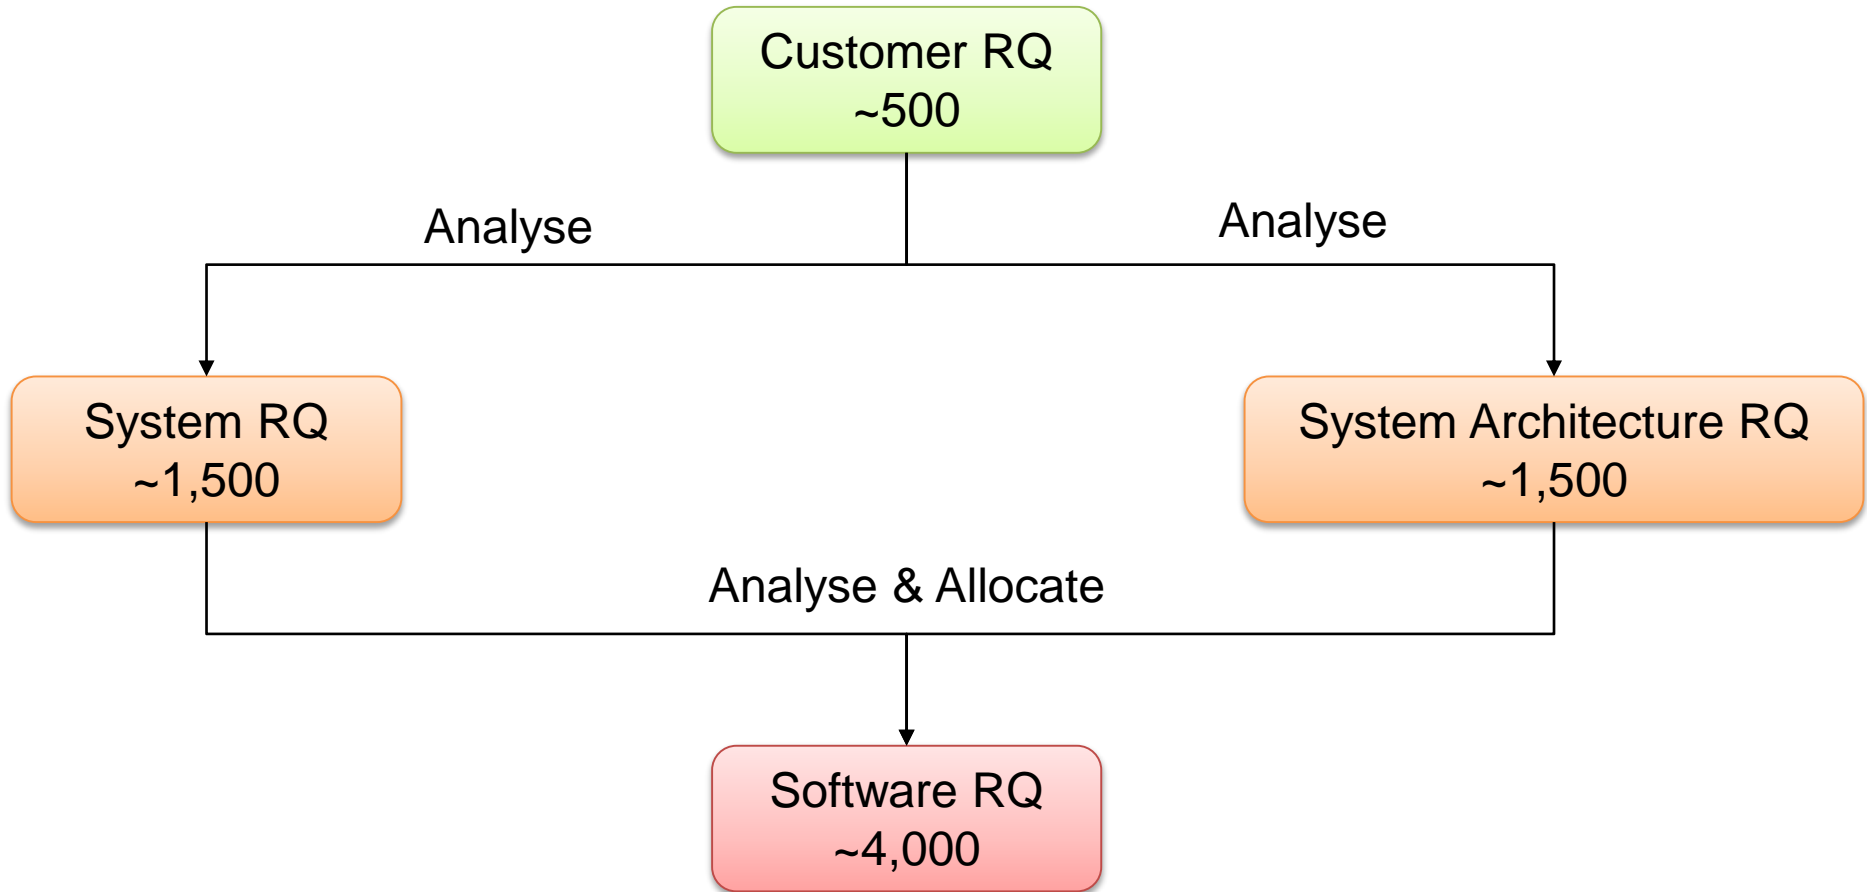 Customer RQ
~500
Analyse
Analyse
System RQ
~1,500
System Architecture RQ
~1,500
Analyse & Allocate
Software RQ
~4,000